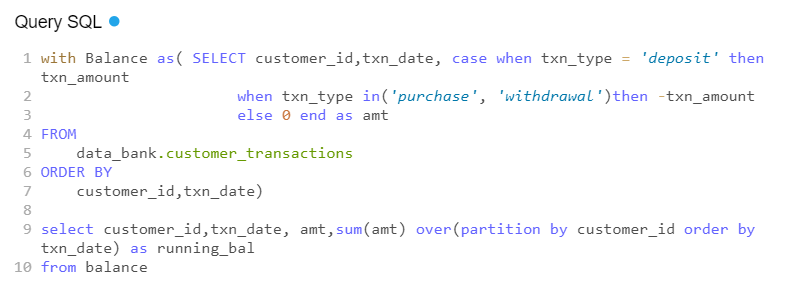 Query SQL
1 with Balance as( SELECT customer_id,txn_date, case when txn_type = 'deposit' then
txn_amount
2 when txn_type in('purchase', 'withdrawal')then -txn_amount
3 else 0 end as amt
4 FROM
5 data_bank.customer_transactions
6 ORDER BY
7 customer_id,txn_date)
8
9 select customer_id,txn_date, amt,sum(amt) over(partition by customer_id order by
txn_date) as running_bal
10 from balance